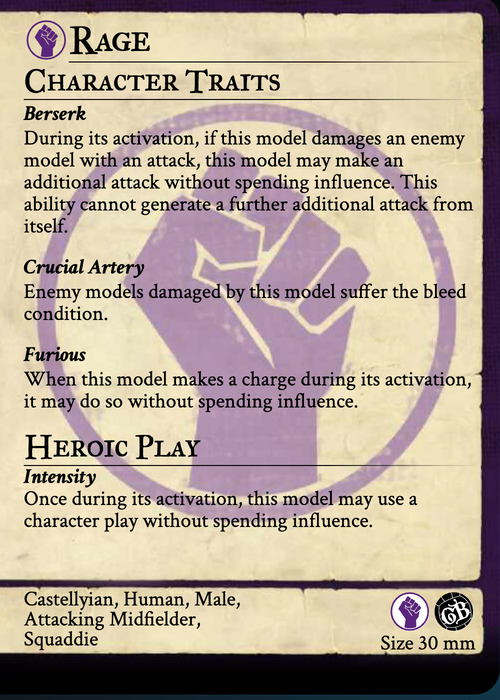 Rage
Character Traits
Berserk
During its activation, if this model damages an enemy
model with an attack, this model may make an
additional attack without spending influence. This
ability cannot generate a further additional attack from
itself.
Crucial Artery
Enemy models damaged by this model suffer the bleed
condition.
Furious
When this model makes a charge during its activation,
it may do so without spending influence.
Heroic Play
Intensity
Once during its activation, this model may use a
character play without spending influence.
Castellyian, Human, Male,
Attacking Midfielder,
Squaddie
GB
Size 30 mm